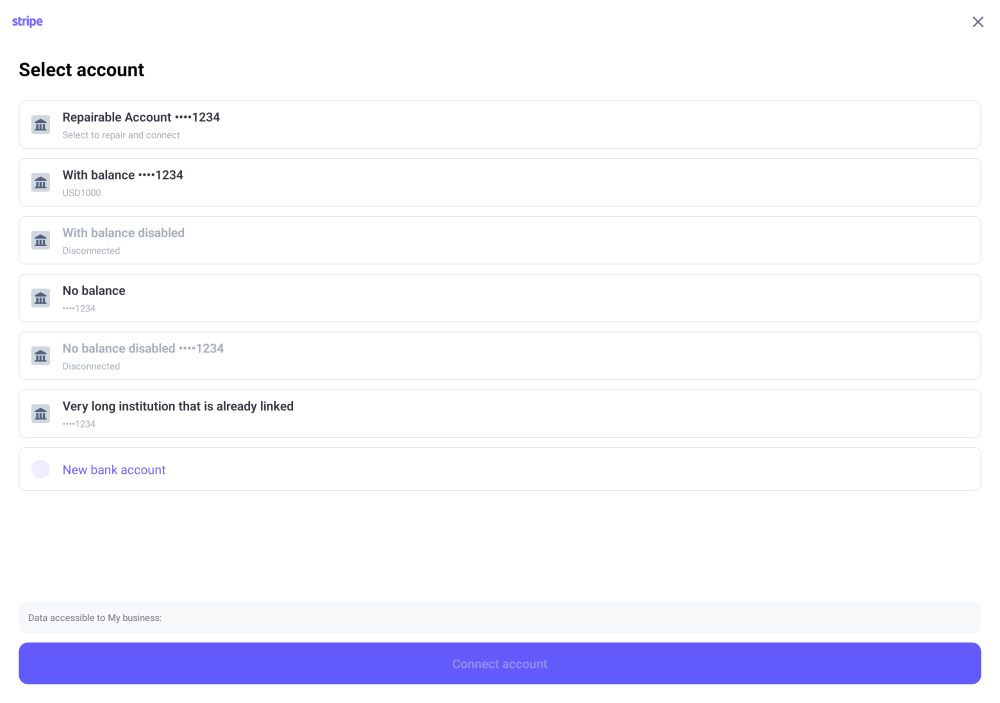 stripe
Select account
Repairable Account ••••1234
Select to repair and connect
With balance ••••1234
USD1000
With balance disabled
Disconnected
No balance
••••1234
No balance disabled ••••1234
Disconnected
Very long institution that is already linked
••••1234
New bank account
Data accessible to My business:
Connect account